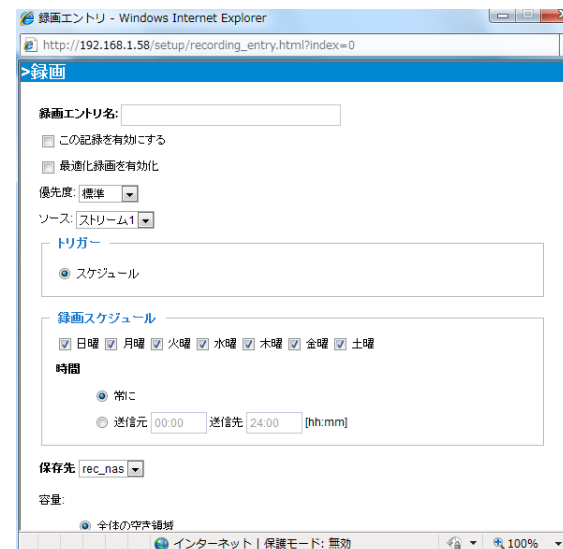 録画エントリ - Windows Internet Explorer
http://192.168.1.58/setup/recording_entry.html?index=0
>録画
録画エントリ名:
この記録を有効にする
最適化録画を有効化
優先度: 標準
ソース: ストリーム1
トリガー
スケジュール
録画スケジュール
日曜 月曜 火曜 水曜 木曜 金曜 土曜
時間
常に
送信元 00:00 送信先 24:00 [hh:mm]
保存先 rec_nas
容量:
全体の空き領域
インターネット | 保護モード: 無効 100%